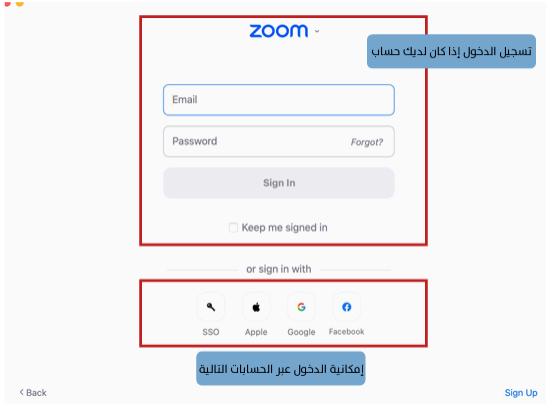 zoom
تسجيل الدخول إذا كان لديك حساب
Email
Password Forgot?
Sign In
Keep me signed in
or sign in with
SSO Apple Google Facebook
إمكانية الدخول عبر الحسابات التالية
< Back Sign Up